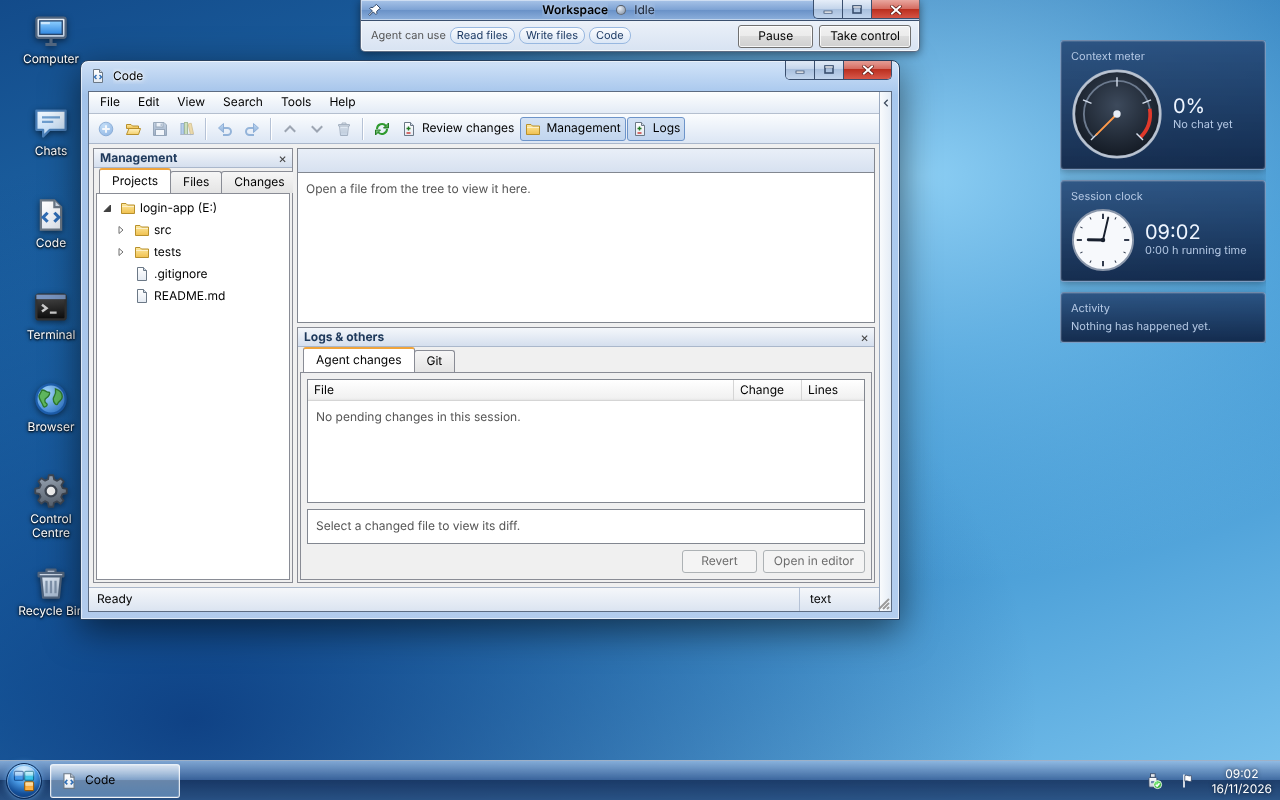 Workspace Idle
Agent can use Read files Write files Code Pause Take control
Computer
Chats
Code
Terminal
Browser
Control
Centre
Recycle Bin
Code
File Edit View Search Tools Help
Review changes Management Logs
Management
Projects Files Changes
login-app (E:)
src
tests
.gitignore
README.md
Open a file from the tree to view it here.
Logs & others
Agent changes Git
File Change Lines
No pending changes in this session.
Select a changed file to view its diff.
Revert Open in editor
Ready text
Context meter
0%
No chat yet
Session clock
09:02
0:00 h running time
Activity
Nothing has happened yet.
Code
09:02
16/11/2026